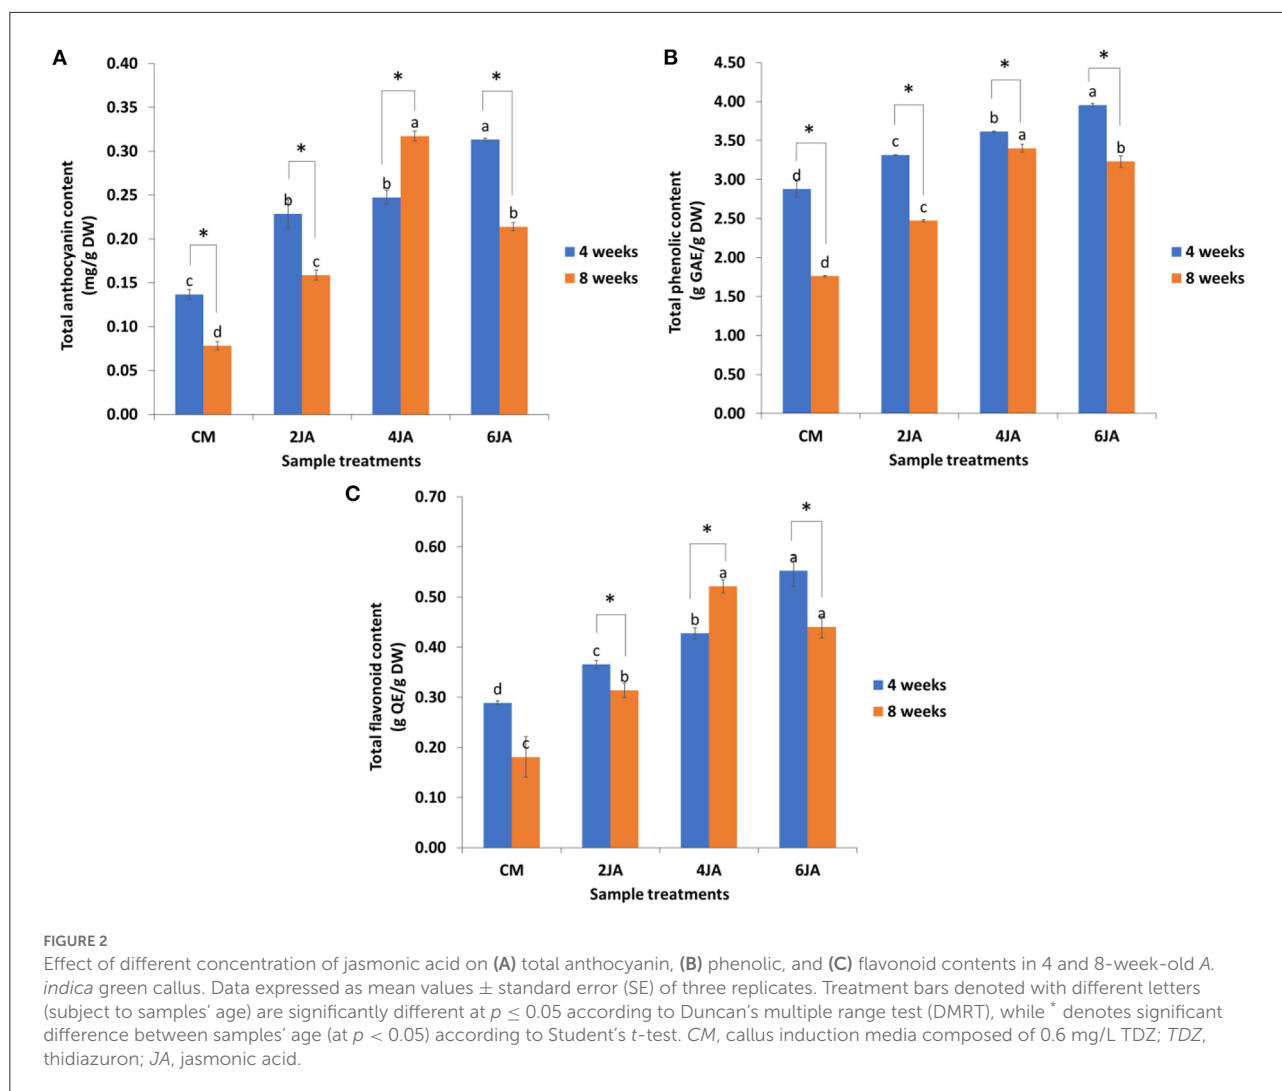 A
0.40
0.35
0.30
0.25
0.20
0.15
0.10
0.05
0.00
Total anthocyanin content
(mg/g DW)
*
*
*
*
c
d
b
c
b
a
a
b
CM 2JA 4JA 6JA
Sample treatments
4 weeks
8 weeks
B
4.50
4.00
3.50
3.00
2.50
2.00
1.50
1.00
0.50
0.00
Total phenolic content
(g GAE/g DW)
*
*
*
*
d
d
c
c
b
a
a
b
CM 2JA 4JA 6JA
Sample treatments
4 weeks
8 weeks
C
0.70
0.60
0.50
0.40
0.30
0.20
0.10
0.00
Total flavonoid content
(g QE/g DW)
*
*
*
d
c
c
b
b
a
a
a
CM 2JA 4JA 6JA
Sample treatments
4 weeks
8 weeks
FIGURE 2
Effect of different concentration of jasmonic acid on (A) total anthocyanin, (B) phenolic, and (C) flavonoid contents in 4 and 8-week-old A.
indica green callus. Data expressed as mean values ± standard error (SE) of three replicates. Treatment bars denoted with different letters
(subject to samples' age) are significantly different at p ≤ 0.05 according to Duncan's multiple range test (DMRT), while * denotes significant
difference between samples' age (at p < 0.05) according to Student's t-test. CM, callus induction media composed of 0.6 mg/L TDZ; TDZ,
thidiazuron; JA, jasmonic acid.